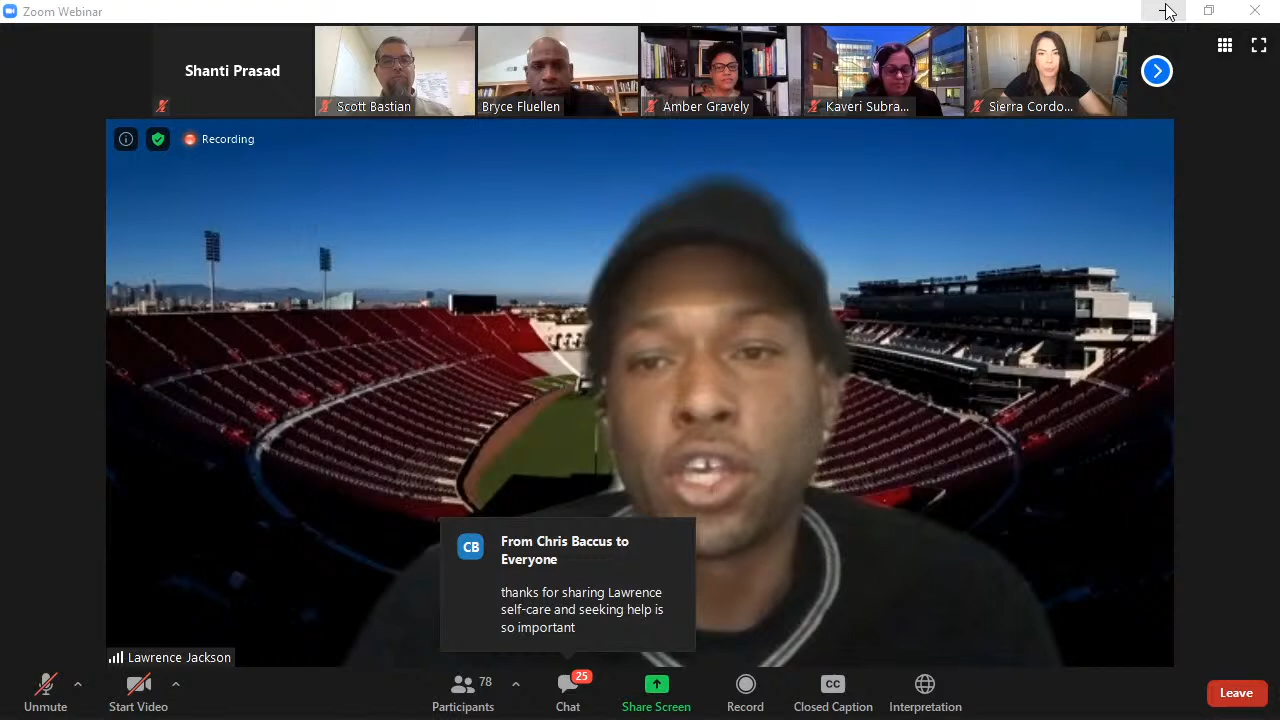 Zoom Webinar
Shanti Prasad
Scott Bastian
Bryce Fluellen
Amber Gravely
Kaveri Subra...
Sierra Cordo...
Recording
CB
From Chris Baccus to
Everyone
thanks for sharing Lawrence
self-care and seeking help is
so important
Lawrence Jackson
Unmute
Start Video
78
Participants
25
Chat
Share Screen
Record
CC
Closed Caption
Interpretation
Leave